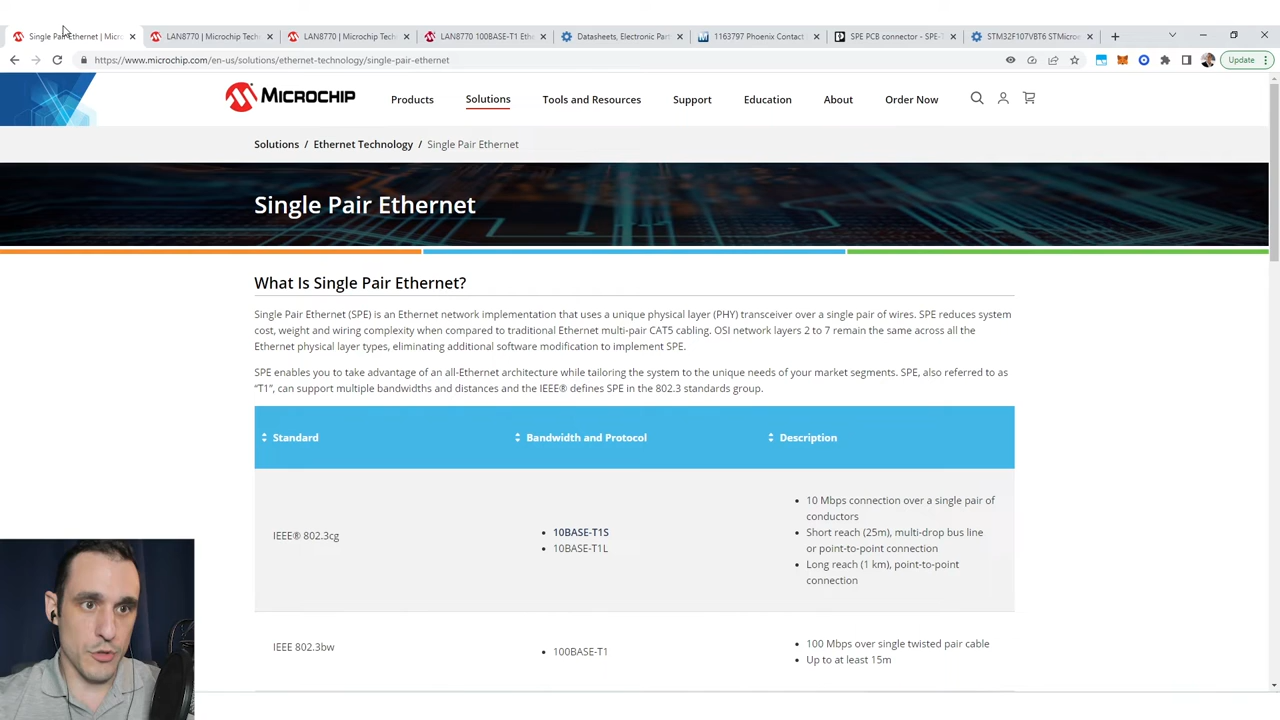 Single Pair Ethernet | Micro
LAN8770 | Microchip Tech
LAN8770 | Microchip Tech
LAN8770 100BASE-T1 Eth
Datasheets, Electronic Par
1163797 Phoenix Contact
SPE PCB connector - SPE-T
STM32F107VBT6 STMicroe
https://www.microchip.com/en-us/solutions/ethernet-technology/single-pair-ethernet
Update
MICROCHIP
Products
Solutions
Tools and Resources
Support
Education
About
Order Now
Solutions / Ethernet Technology / Single Pair Ethernet
Single Pair Ethernet
What Is Single Pair Ethernet?
Single Pair Ethernet (SPE) is an Ethernet network implementation that uses a unique physical layer (PHY) transceiver over a single pair of wires. SPE reduces system
cost, weight and wiring complexity when compared to traditional Ethernet multi-pair CAT5 cabling. OSI network layers 2 to 7 remain the same across all the
Ethernet physical layer types, eliminating additional software modification to implement SPE.
SPE enables you to take advantage of an all-Ethernet architecture while tailoring the system to the unique needs of your market segments. SPE, also referred to as
“T1”, can support multiple bandwidths and distances and the IEEE® defines SPE in the 802.3 standards group.
Standard
Bandwidth and Protocol
Description
IEEE® 802.3cg
• 10BASE-T1S
• 10BASE-T1L
• 10 Mbps connection over a single pair of
conductors
• Short reach (25m), multi-drop bus line
or point-to-point connection
• Long reach (1 km), point-to-point
connection
IEEE 802.3bw
• 100BASE-T1
• 100 Mbps over single twisted pair cable
• Up to at least 15m